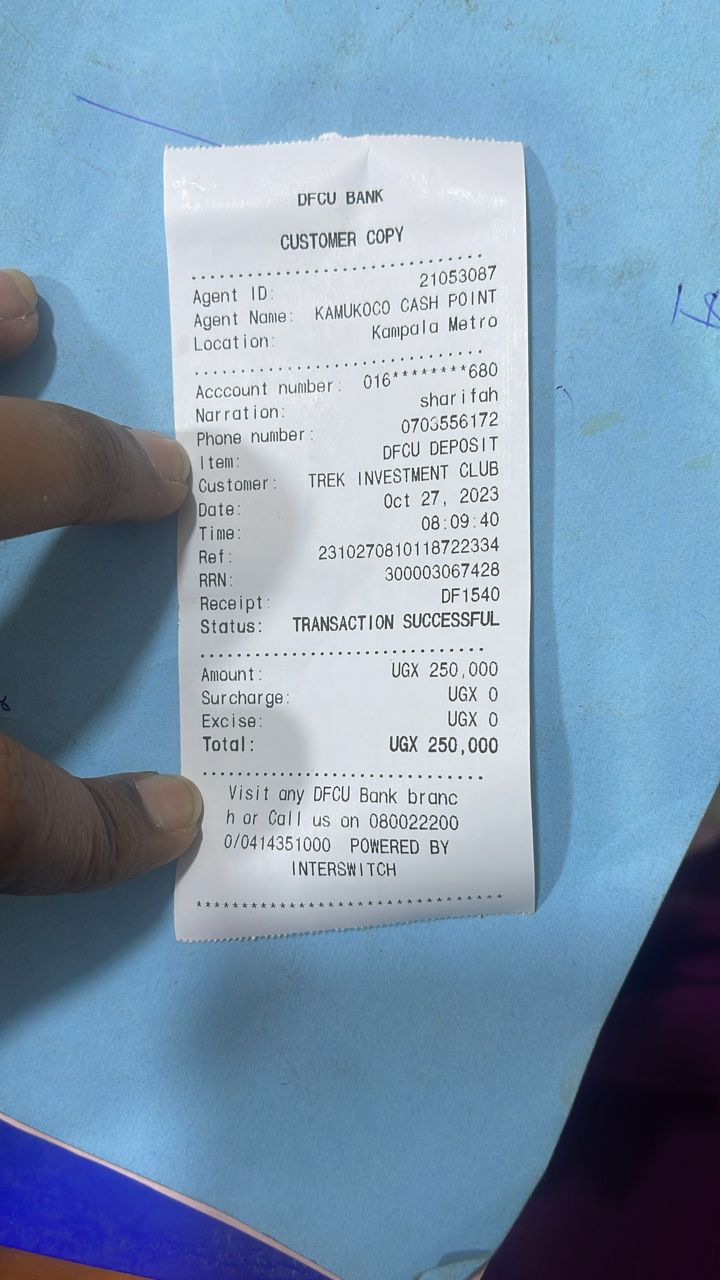 DFCU BANK
CUSTOMER COPY
Agent ID: 21053087
Agent Name: KAMUKOCO CASH POINT
Location: Kampala Metro
Acccount number: 016********680
Narration: sharifah
Phone number: 0703556172
Item: DFCU DEPOSIT
Customer: TREK INVESTMENT CLUB
Date: Oct 27, 2023
Time: 08:09:40
Ref: 2310270810118722334
RRN: 300003067428
Receipt: DF1540
Status: TRANSACTION SUCCESSFUL
Amount: UGX 250,000
Surcharge: UGX 0
Excise: UGX 0
Total: UGX 250,000
Visit any DFCU Bank branc
h or Call us on 080022200
0/0414351000 POWERED BY
INTERSWITCH